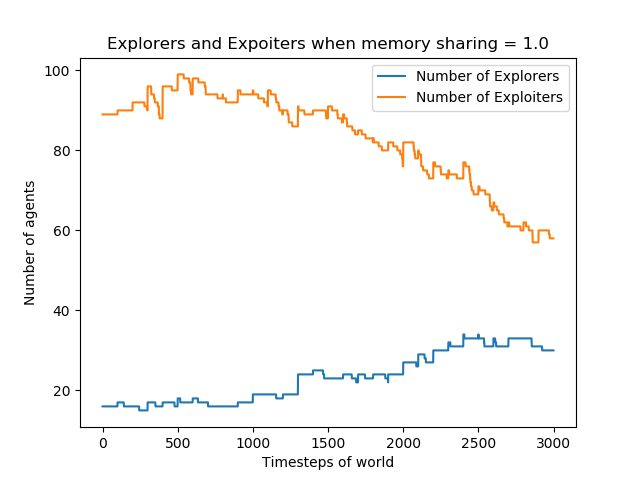 Explorers and Expoiters when memory sharing = 1.0
Number of Explorers
Number of Exploiters
100
80
60
40
20
Number of agents
0
500
1000
1500
2000
2500
3000
Timesteps of world